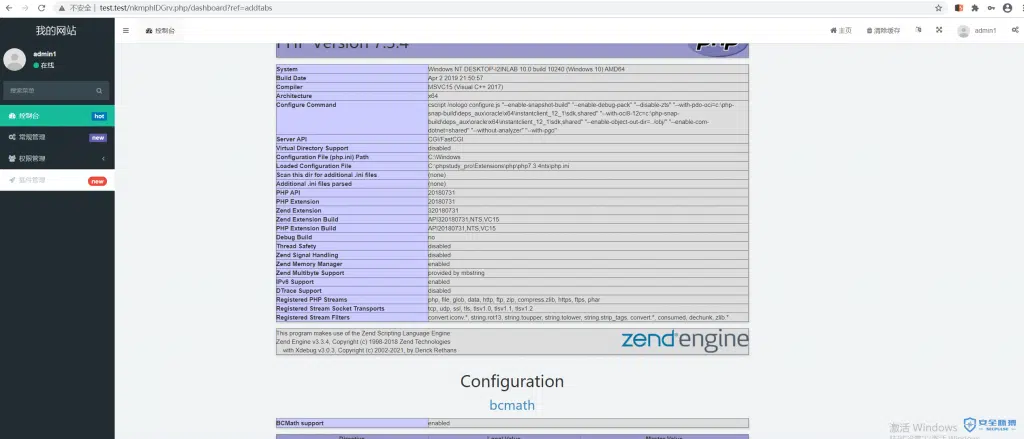 不安全 | test.test/nkmphIDGrv.php/dashboard?ref=addtabs
我的网站
控制台
主页
清除缓存
admin1
admin1
在线
搜索菜单
控制台 hot
常规管理 new
权限管理
插件管理 new
PHP Version 7.3.4
php
System Windows NT DESKTOP-I2INLAB 10.0 build 10240 (Windows 10) AMD64
Build Date Apr 2 2019 21:50:57
Compiler MSVC15 (Visual C++ 2017)
Architecture x64
Configure Command cscript /nologo configure.js "--enable-snapshot-build" "--enable-debug-pack" "--disable-zts" "--with-pdo-oci=c:\php-
snap-build\deps_aux\oracle\x64\instantclient_12_1\sdk,shared" "--with-oci8-12c=c:\php-snap-
build\deps_aux\oracle\x64\instantclient_12_1\sdk,shared" "--enable-object-out-dir=../obj/" "--enable-com-
dotnet=shared" "--without-analyzer" "--with-pgo"
Server API CGI/FastCGI
Virtual Directory Support disabled
Configuration File (php.ini) Path C:\Windows
Loaded Configuration File C:\phpstudy_pro\Extensions\php\php7.3.4nts\php.ini
Scan this dir for additional .ini files (none)
Additional .ini files parsed (none)
PHP API 20180731
PHP Extension 20180731
Zend Extension 320180731
Zend Extension Build API320180731,NTS,VC15
PHP Extension Build API20180731,NTS,VC15
Debug Build no
Thread Safety disabled
Zend Signal Handling disabled
Zend Memory Manager enabled
Zend Multibyte Support provided by mbstring
IPv6 Support enabled
DTrace Support disabled
Registered PHP Streams php, file, glob, data, http, ftp, zip, compress.zlib, https, ftps, phar
Registered Stream Socket Transports tcp, udp, ssl, tls, tlsv1.0, tlsv1.1, tlsv1.2
Registered Stream Filters convert.iconv.*, string.rot13, string.toupper, string.tolower, string.strip_tags, convert.*, consumed, dechunk, zlib.*
This program makes use of the Zend Scripting Language Engine:
Zend Engine v3.3.4, Copyright (c) 1998-2018 Zend Technologies
with Xdebug v3.0.3, Copyright (c) 2002-2021, by Derick Rethans
zend engine
Configuration
bcmath
BCMath support enabled
Directive Local Value Master Value
激活 Windows